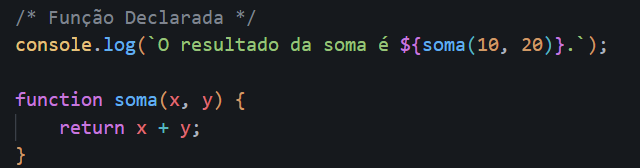 /* Função Declarada */
console.log(`O resultado da soma é ${soma(10, 20)}.`);
function soma(x, y) {
    return x + y;
}